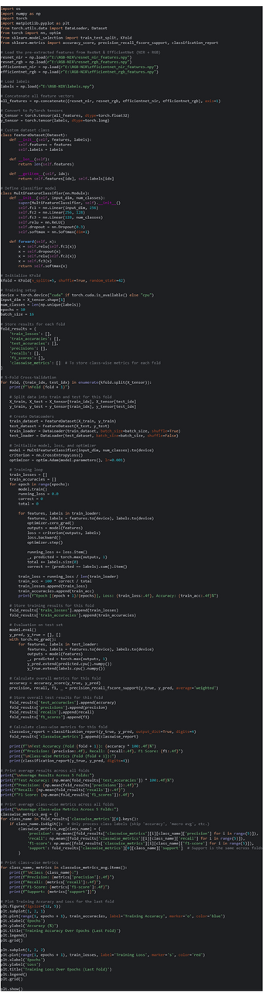 import os
import numpy as np
import torch
import matplotlib.pyplot as plt
from torch.utils.data import DataLoader, Dataset
from torch import nn, optim
from sklearn.model_selection import train_test_split, KFold
from sklearn.metrics import accuracy_score, precision_recall_fscore_support, classification_report
# Load the pre-extracted features from ResNet & EfficientNet (NIR + RGB)
resnet_nir = np.load(r"E:\RGB-NIR\resnet_nir_features.npy")
resnet_rgb = np.load(r"E:\RGB-NIR\resnet_rgb_features.npy")
efficientnet_nir = np.load(r"E:\RGB-NIR\efficientnet_nir_features.npy")
efficientnet_rgb = np.load(r"E:\RGB-NIR\efficientnet_rgb_features.npy")
# Load labels
labels = np.load(r"E:\RGB-NIR\labels.npy")
# Concatenate all feature vectors
all_features = np.concatenate((resnet_nir, resnet_rgb, efficientnet_nir, efficientnet_rgb), axis=1)
# Convert to PyTorch tensors
X_tensor = torch.tensor(all_features, dtype=torch.float32)
y_tensor = torch.tensor(labels, dtype=torch.long)
# Custom dataset class
class FeatureDataset(Dataset):
def __init__(self, features, labels):
self.features = features
self.labels = labels
def __len__(self):
return len(self.features)
def __getitem__(self, idx):
return self.features[idx], self.labels[idx]
# Define classifier model
class MultiFeatureClassifier(nn.Module):
def __init__(self, input_dim, num_classes):
super(MultiFeatureClassifier, self).__init__()
self.fc1 = nn.Linear(input_dim, 256)
self.fc2 = nn.Linear(256, 128)
self.fc3 = nn.Linear(128, num_classes)
self.relu = nn.ReLU()
self.dropout = nn.Dropout(0.3)
self.softmax = nn.Softmax(dim=1)
def forward(self, x):
x = self.relu(self.fc1(x))
x = self.dropout(x)
x = self.relu(self.fc2(x))
x = self.fc3(x)
return self.softmax(x)
# Initialize KFold
kfold = KFold(n_splits=5, shuffle=True, random_state=42)
# Training setup
device = torch.device("cuda" if torch.cuda.is_available() else "cpu")
input_dim = X_tensor.shape[1]
num_classes = len(np.unique(labels))
epochs = 10
batch_size = 16
# Store results for each fold
fold_results = {
'train_losses': [],
'train_accuracies': [],
'test_accuracies': [],
'precisions': [],
'recalls': [],
'f1_scores': [],
'classwise_metrics': [] # To store class-wise metrics for each fold
}
# 5-Fold Cross-Validation
for fold, (train_idx, test_idx) in enumerate(kfold.split(X_tensor)):
print(f"\nFold {fold + 1}")
# Split data into train and test for this fold
X_train, X_test = X_tensor[train_idx], X_tensor[test_idx]
y_train, y_test = y_tensor[train_idx], y_tensor[test_idx]
# Create DataLoaders
train_dataset = FeatureDataset(X_train, y_train)
test_dataset = FeatureDataset(X_test, y_test)
train_loader = DataLoader(train_dataset, batch_size=batch_size, shuffle=True)
test_loader = DataLoader(test_dataset, batch_size=batch_size, shuffle=False)
# Initialize model, loss, and optimizer
model = MultiFeatureClassifier(input_dim, num_classes).to(device)
criterion = nn.CrossEntropyLoss()
optimizer = optim.Adam(model.parameters(), lr=0.001)
# Training loop
train_losses = []
train_accuracies = []
for epoch in range(epochs):
model.train()
running_loss = 0.0
correct = 0
total = 0
for features, labels in train_loader:
features, labels = features.to(device), labels.to(device)
optimizer.zero_grad()
outputs = model(features)
loss = criterion(outputs, labels)
loss.backward()
optimizer.step()
running_loss += loss.item()
_, predicted = torch.max(outputs, 1)
total += labels.size(0)
correct += (predicted == labels).sum().item()
train_loss = running_loss / len(train_loader)
train_acc = 100 * correct / total
train_losses.append(train_loss)
train_accuracies.append(train_acc)
print(f"Epoch [{epoch + 1}/{epochs}], Loss: {train_loss:.4f}, Accuracy: {train_acc:.4f}%")
# Store training results for this fold
fold_results['train_losses'].append(train_losses)
fold_results['train_accuracies'].append(train_accuracies)
# Evaluation on test set
model.eval()
y_pred, y_true = [], []
with torch.no_grad():
for features, labels in test_loader:
features, labels = features.to(device), labels.to(device)
outputs = model(features)
_, predicted = torch.max(outputs, 1)
y_pred.extend(predicted.cpu().numpy())
y_true.extend(labels.cpu().numpy())
# Calculate overall metrics for this fold
accuracy = accuracy_score(y_true, y_pred)
precision, recall, f1, _ = precision_recall_fscore_support(y_true, y_pred, average='weighted')
# Store overall test results for this fold
fold_results['test_accuracies'].append(accuracy)
fold_results['precisions'].append(precision)
fold_results['recalls'].append(recall)
fold_results['f1_scores'].append(f1)
# Calculate class-wise metrics for this fold
classwise_report = classification_report(y_true, y_pred, output_dict=True, digits=4)
fold_results['classwise_metrics'].append(classwise_report)
print(f"\nTest Accuracy (Fold {fold + 1}): {accuracy * 100:.4f}%")
print(f"Precision: {precision:.4f}, Recall: {recall:.4f}, F1 Score: {f1:.4f}")
print(f"\nClass-wise Metrics (Fold {fold + 1}):")
print(classification_report(y_true, y_pred, digits=4))
# Print average results across all folds
print("\nAverage Results Across 5 Folds:")
print(f"Test Accuracy: {np.mean(fold_results['test_accuracies']) * 100:.4f}%")
print(f"Precision: {np.mean(fold_results['precisions']):.4f}")
print(f"Recall: {np.mean(fold_results['recalls']):.4f}")
print(f"F1 Score: {np.mean(fold_results['f1_scores']):.4f}")
# Print average class-wise metrics across all folds
print("\nAverage Class-wise Metrics Across 5 Folds:")
classwise_metrics_avg = {}
for class_name in fold_results['classwise_metrics'][0].keys():
if class_name.isdigit(): # Only process class labels (skip 'accuracy', 'macro avg', etc.)
classwise_metrics_avg[class_name] = {
'precision': np.mean([fold_results['classwise_metrics'][i][class_name]['precision'] for i in range(5)]),
'recall': np.mean([fold_results['classwise_metrics'][i][class_name]['recall'] for i in range(5)]),
'f1-score': np.mean([fold_results['classwise_metrics'][i][class_name]['f1-score'] for i in range(5)]),
'support': fold_results['classwise_metrics'][0][class_name]['support'] # Support is the same across folds
}
# Print class-wise metrics
for class_name, metrics in classwise_metrics_avg.items():
print(f"\nClass {class_name}:")
print(f"Precision: {metrics['precision']:.4f}")
print(f"Recall: {metrics['recall']:.4f}")
print(f"F1-Score: {metrics['f1-score']:.4f}")
print(f"Support: {metrics['support']}")
# Plot Training Accuracy and Loss for the last fold
plt.figure(figsize=(12, 5))
plt.subplot(1, 2, 1)
plt.plot(range(1, epochs + 1), train_accuracies, label='Training Accuracy', marker='o', color='blue')
plt.xlabel('Epochs')
plt.ylabel('Accuracy (%)')
plt.title('Training Accuracy Over Epochs (Last Fold)')
plt.legend()
plt.grid()
plt.subplot(1, 2, 2)
plt.plot(range(1, epochs + 1), train_losses, label='Training Loss', marker='o', color='red')
plt.xlabel('Epochs')
plt.ylabel('Loss')
plt.title('Training Loss Over Epochs (Last Fold)')
plt.legend()
plt.grid()
plt.show()